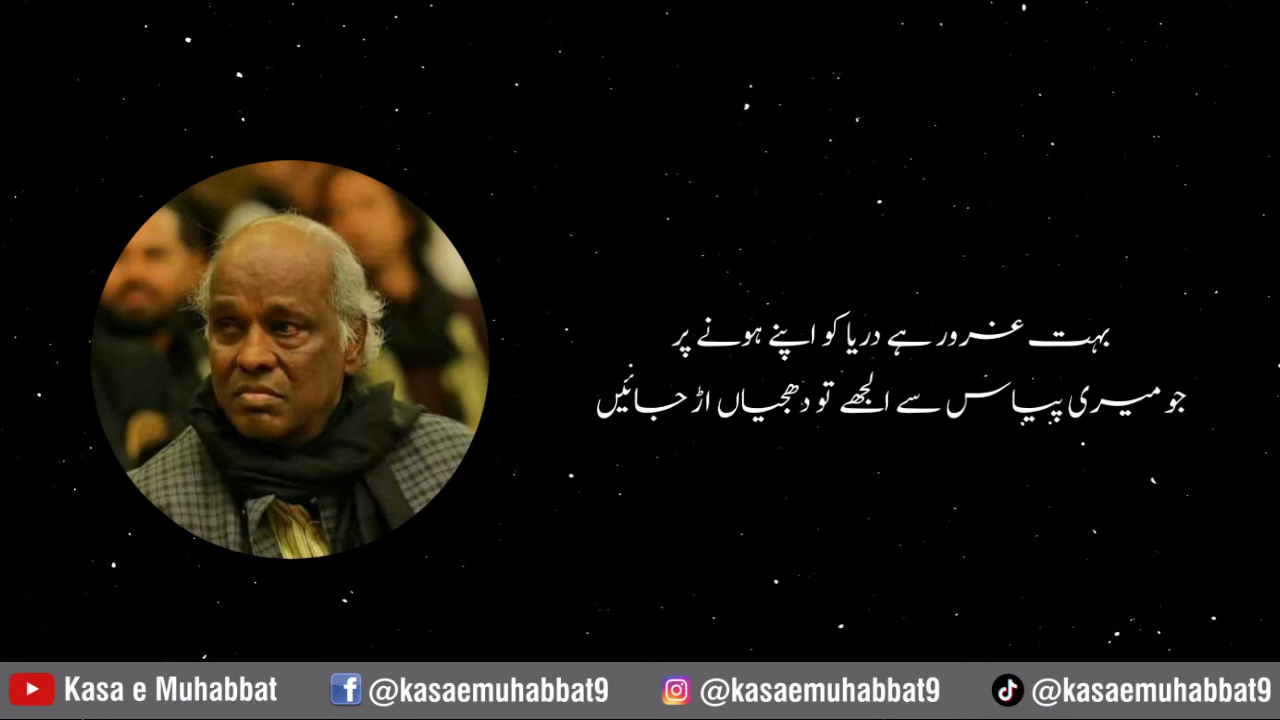 بہت غرور ہے دریا کو اپنے ہونے پر
جو میری پیاس سے الجھے تو دھجیاں اڑ جائیں
Kasa e Muhabbat @kasaemuhabbat9 @kasaemuhabbat9 @kasaemuhabbat9